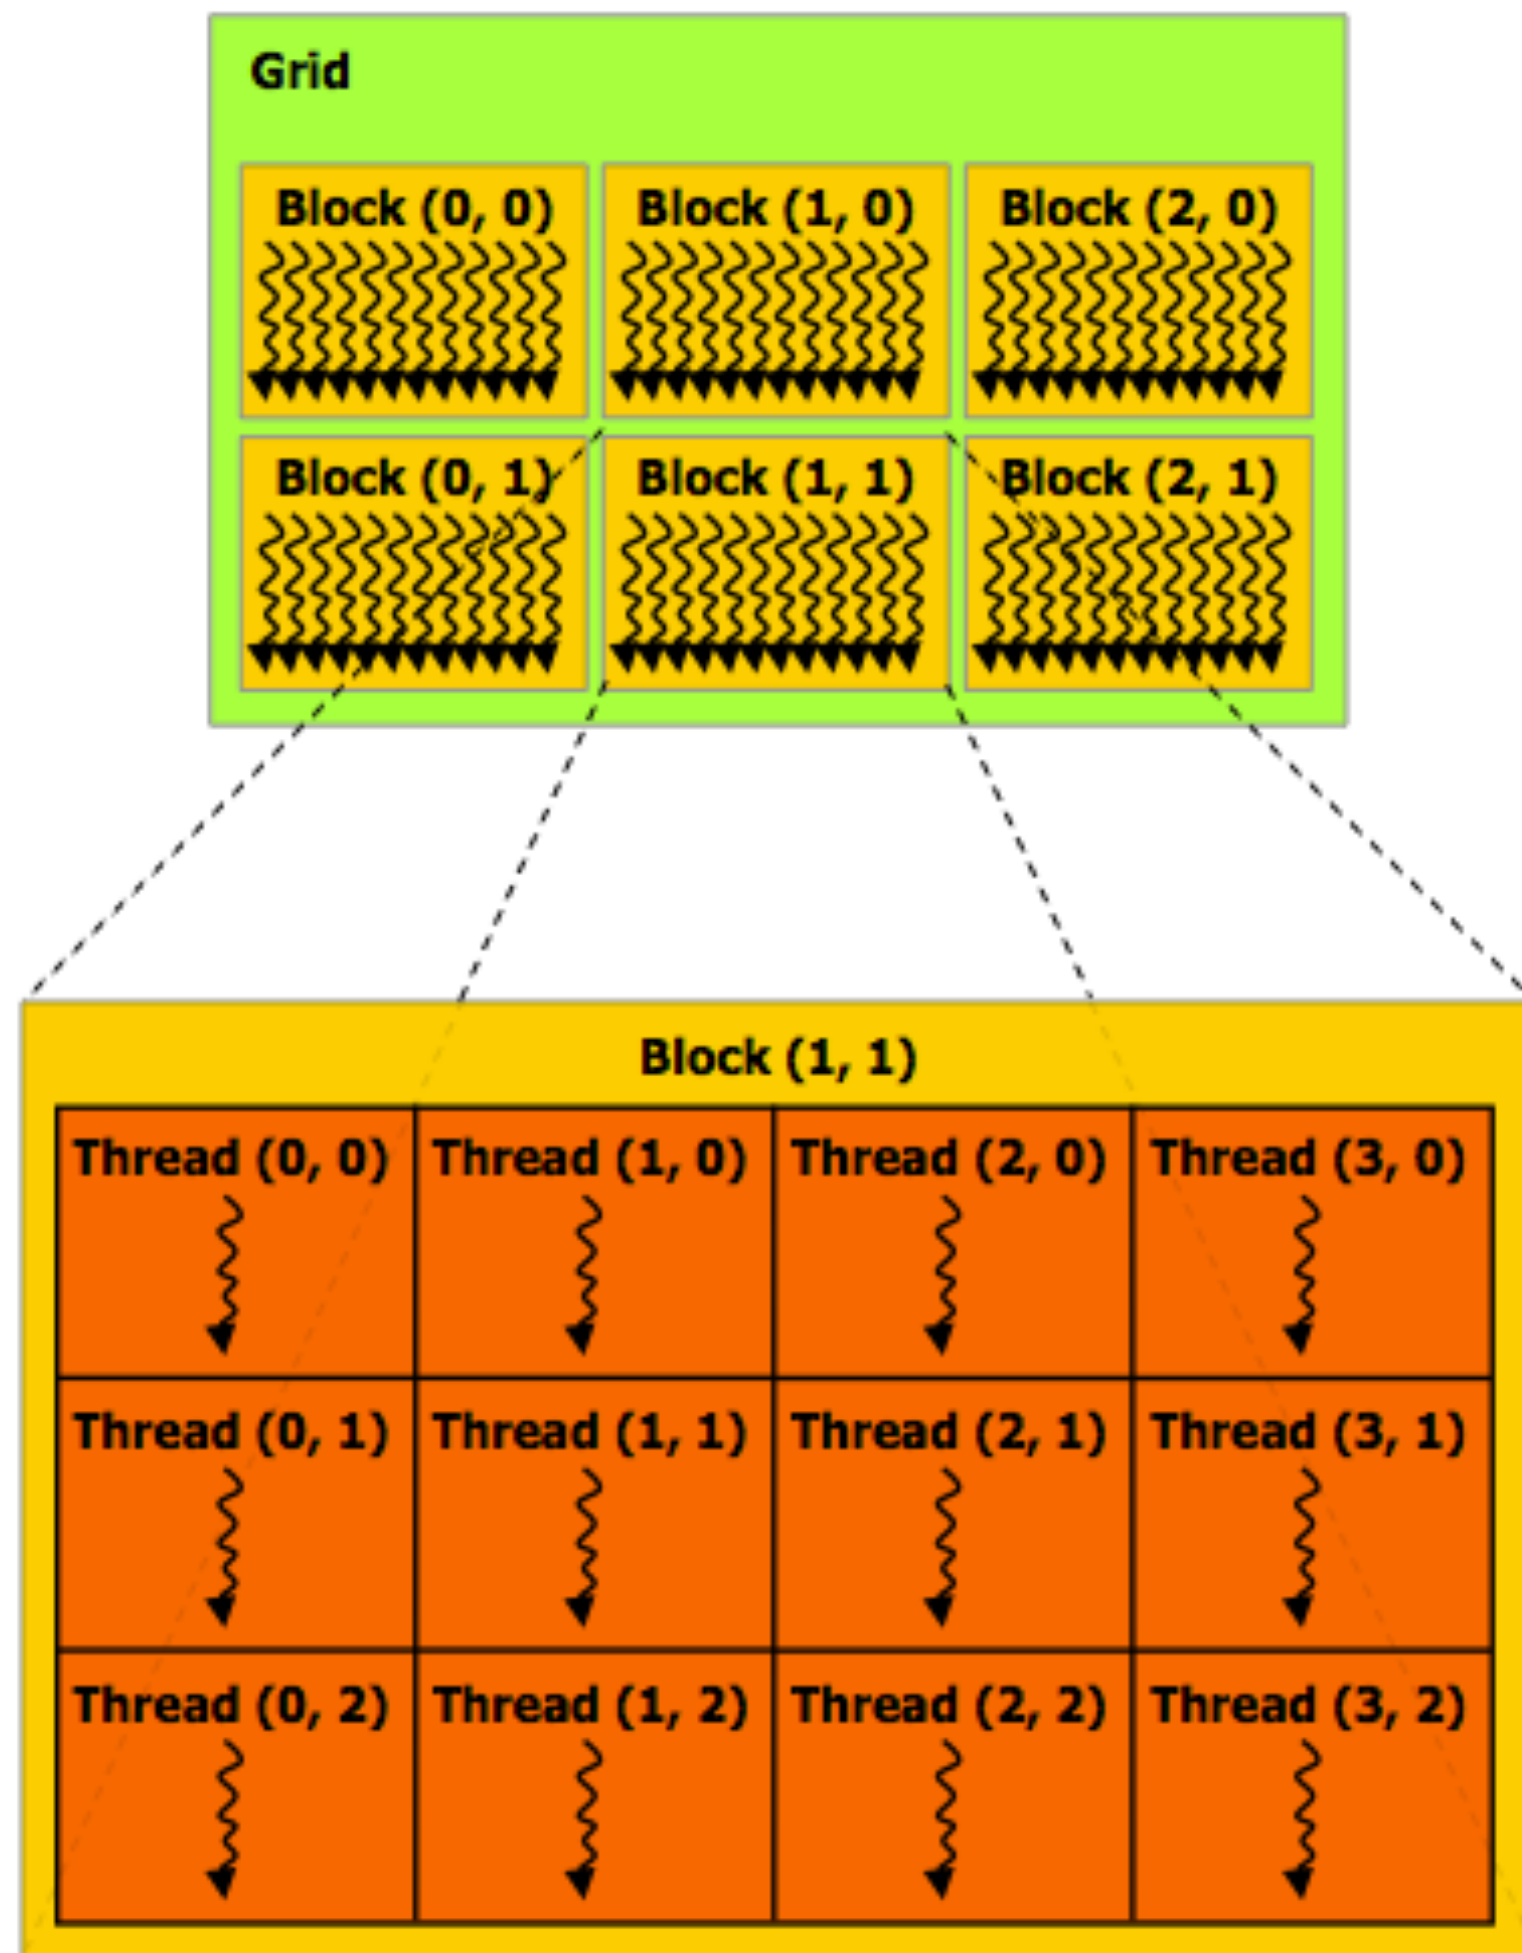 Grid
Block (0, 0) Block (1, 0) Block (2, 0)
Block (0, 1) Block (1, 1) Block (2, 1)
Block (1, 1)
Thread (0, 0) Thread (1, 0) Thread (2, 0) Thread (3, 0)
Thread (0, 1) Thread (1, 1) Thread (2, 1) Thread (3, 1)
Thread (0, 2) Thread (1, 2) Thread (2, 2) Thread (3, 2)